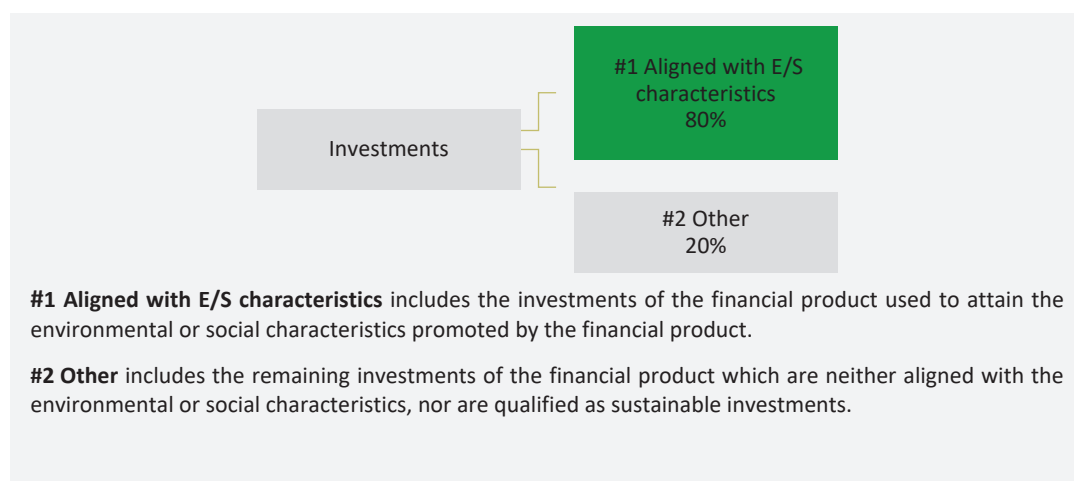 #1 Aligned with E/S
characteristics
80%
Investments
#2 Other
20%
#1 Aligned with E/S characteristics includes the investments of the financial product used to attain the
environmental or social characteristics promoted by the financial product.
#2 Other includes the remaining investments of the financial product which are neither aligned with the
environmental or social characteristics, nor are qualified as sustainable investments.